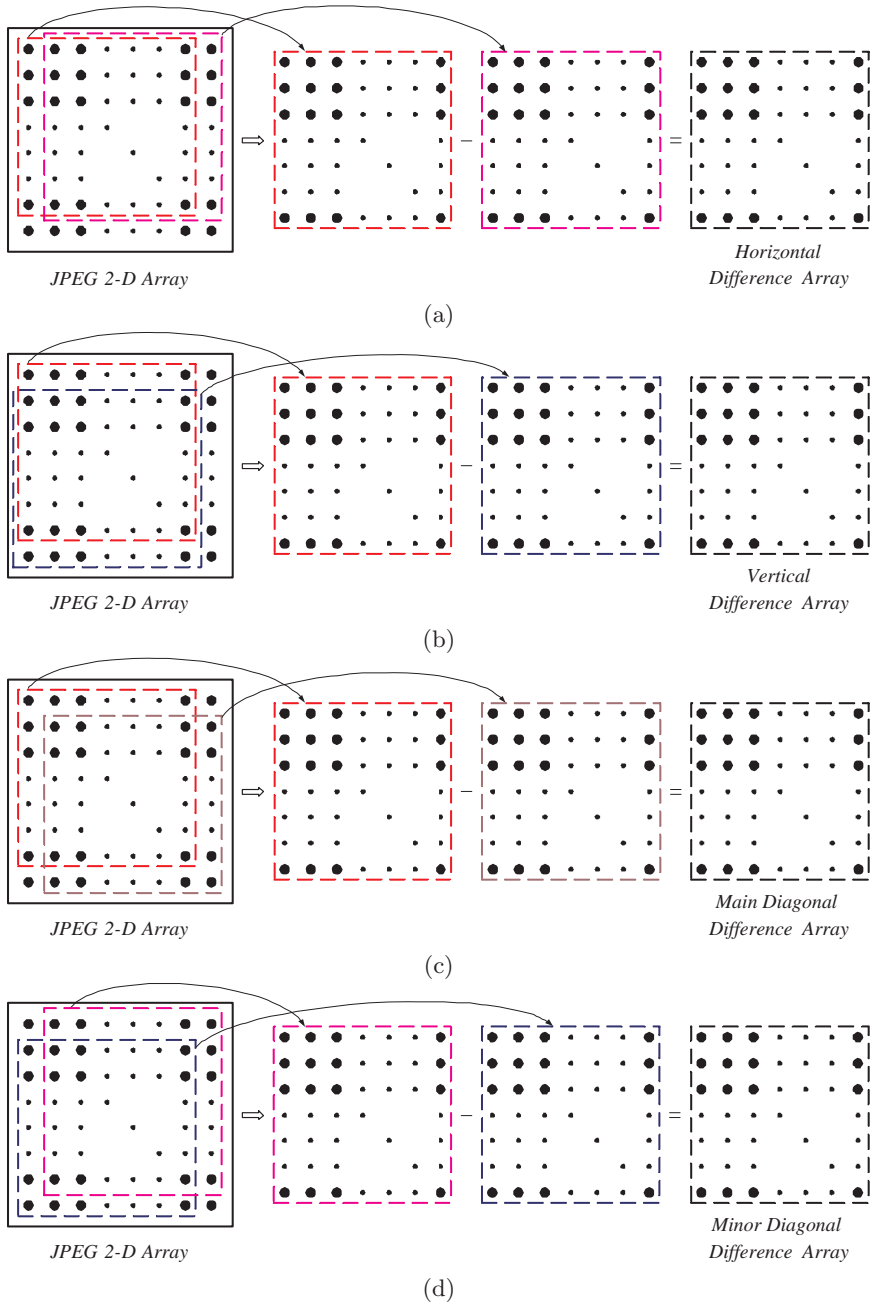 − =
JPEG 2-D Array
Horizontal
Difference Array
(a)
− =
JPEG 2-D Array
Vertical
Difference Array
(b)
− =
JPEG 2-D Array
Main Diagonal
Difference Array
(c)
− =
JPEG 2-D Array
Minor Diagonal
Difference Array
(d)